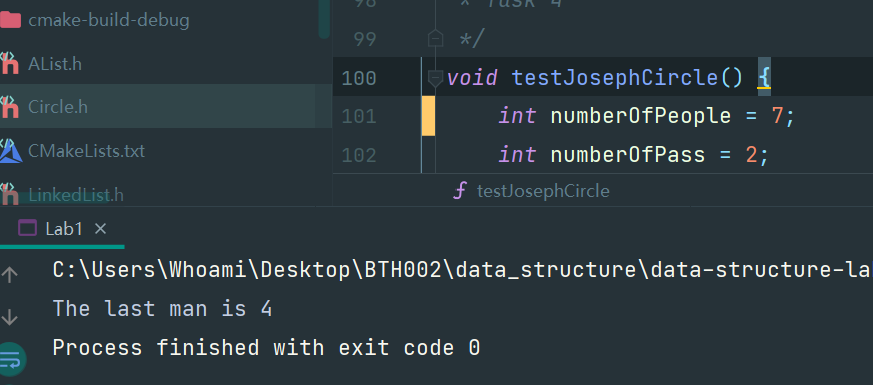 cmake-build-debug
AList.h
Circle.h
CMakeLists.txt
LinkedList.h
98 * Task 4
99 */
100 void testJosephCircle() {
101 int numberOfPeople = 7;
102 int numberOfPass = 2;
testJosephCircle
Lab1
C:\Users\Whoami\Desktop\BTH002\data_structure\data-structure-la
The last man is 4
Process finished with exit code 0